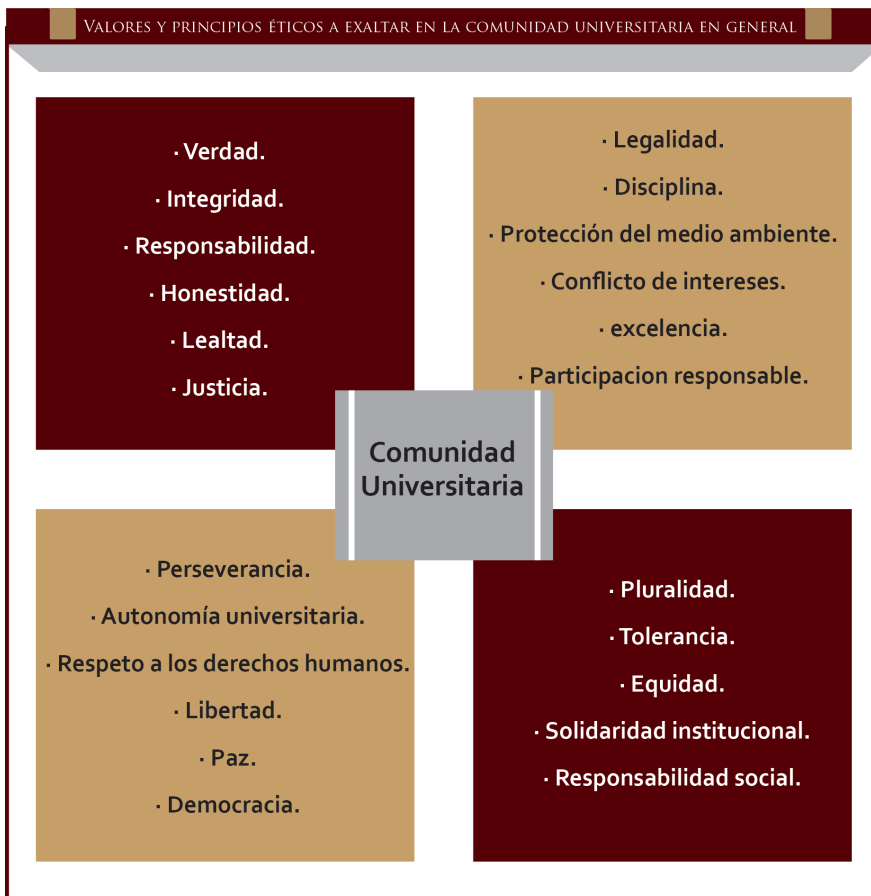 Valores y principios éticos a exaltar en la comunidad universitaria en general
· Verdad.
· Integridad.
· Responsabilidad.
· Honestidad.
· Lealtad.
· Justicia.
· Legalidad.
· Disciplina.
· Protección del medio ambiente.
· Conflicto de intereses.
· excelencia.
· Participacion responsable.
Comunidad
Universitaria
· Perseverancia.
· Autonomía universitaria.
· Respeto a los derechos humanos.
· Libertad.
· Paz.
· Democracia.
· Pluralidad.
· Tolerancia.
· Equidad.
· Solidaridad institucional.
· Responsabilidad social.